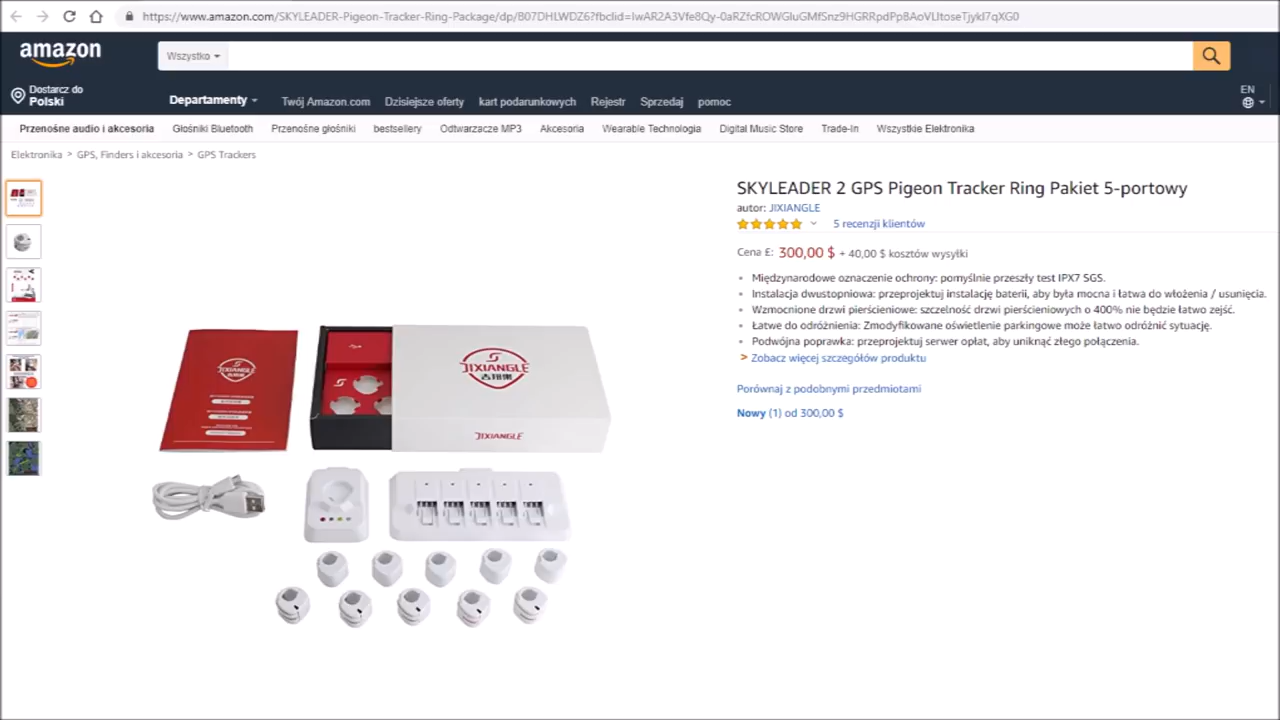 https://www.amazon.com/SKYLEADER-Pigeon-Tracker-Ring-Package/dp/B07DHLWDZ6?fbclid=IwAR2A3Vfe8Qy-0aRZfcROWGluGMfSnz9HGRRpdPpBAoVLltoseTjykl7qXG0
amazon
Wszystko
Dostarcz do
Polski
Departamenty
Twój Amazon.com
Dzisiejsze oferty
kart podarunkowych
Rejestr
Sprzedaj
pomoc
EN
Przenośne audio i akcesoria
Głośniki Bluetooth
Przenośne głośniki
bestsellery
Odtwarzacze MP3
Akcesoria
Wearable Technologia
Digital Music Store
Trade-In
Wszystkie Elektronika
Elektronika > GPS, Finders i akcesoria > GPS Trackers
SKYLEADER 2 GPS Pigeon Tracker Ring Pakiet 5-portowy
autor: JIXIANGLE
5 recenzji klientów
Cena £: 300,00 $ + 40,00 $ kosztów wysyłki
Międzynarodowe oznaczenie ochrony: pomyślnie przeszły test IPX7 SGS.
Instalacja dwustopniowa: przeprojektuj instalację baterii, aby była mocna i łatwa do włożenia / usunięcia.
Wzmocnione drzwi pierścieniowe: szczelność drzwi pierścieniowych o 400% nie będzie łatwo zejść.
Łatwe do odróżnienia: Zmodyfikowane oświetlenie parkingowe może łatwo odróżnić sytuację.
Podwójna poprawka: przeprojektuj serwer opłat, aby uniknąć złego połączenia.
> Zobacz więcej szczegółów produktu
Porównaj z podobnymi przedmiotami
Nowy (1) od 300,00 $
JIXIANGLE
JIXIANGLE
吉翔樂
JIXIANGLE